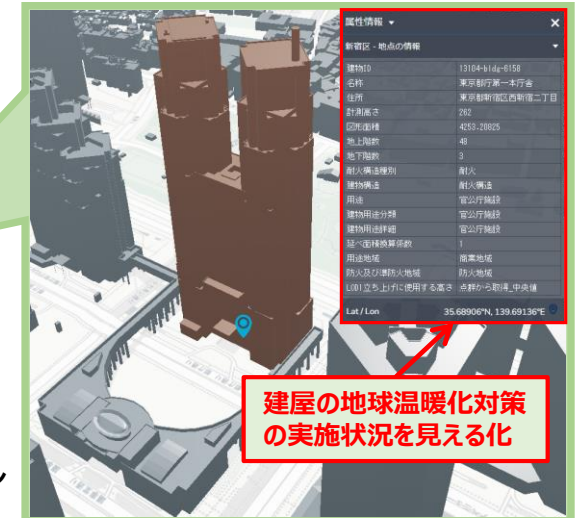 属性情報
新宿区 - 地点の情報
建物ID 13104-bldg-6158
名称 東京都庁第一本庁舎
住所 東京都新宿区西新宿二丁目
計測高さ 262
図形面積 4253.20825
地上階数 48
地下階数 3
耐火構造種別 耐火
建物構造 耐火構造
用途 官公庁施設
建物用途分類 官公庁施設
建物用途詳細 官公庁施設
延べ面積換算係数 1
用途地域 商業地域
防火及び準防火地域 防火地域
LOD1立ち上げに使用する高さ 点群から取得_中央値
Lat / Lon 35.68906°N, 139.69136°E
建屋の地球温暖化対策
の実施状況を見える化